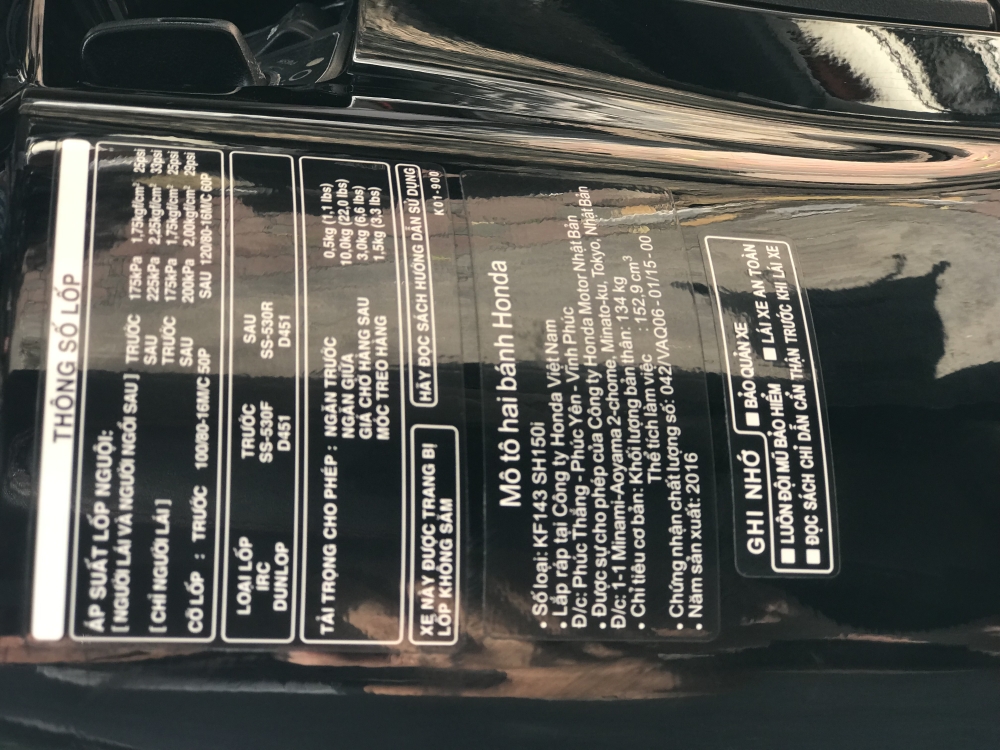 THÔNG SỐ LỐP
ÁP SUẤT LỐP NGUỘI:
[ NGƯỜI LÁI VÀ NGƯỜI NGỒI SAU ] TRƯỚC 175kPa 1,75kgf/cm² 25psi
SAU 225kPa 2,25kgf/cm² 33psi
[ CHỈ NGƯỜI LÁI ] TRƯỚC 175kPa 1,75kgf/cm² 25psi
SAU 200kPa 2,00kgf/cm² 29psi
CỠ LỐP : TRƯỚC 100/80-16M/C 50P SAU 120/80-16M/C 60P
LOẠI LỐP TRƯỚC SAU
IRC SS-530F SS-530R
DUNLOP D451 D451
TẢI TRỌNG CHO PHÉP : NGĂN TRƯỚC 0,5kg (1,1 lbs)
NGĂN GIỮA 10,0kg (22,0 lbs)
GIÁ CHỞ HÀNG SAU 3,0kg (6,6 lbs)
MÓC TREO HÀNG 1,5kg (3,3 lbs)
XE NÀY ĐƯỢC TRANG BỊ
LỐP KHÔNG SĂM
HÃY ĐỌC SÁCH HƯỚNG DẪN SỬ DỤNG
K01-900
Mô tô hai bánh Honda
• Số loại: KF143 SH150i
• Lắp ráp tại Công ty Honda Việt Nam
Đ/c: Phúc Thắng - Phúc Yên - Vĩnh Phúc
• Được sự cho phép của Công ty Honda Motor Nhật Bản
Đ/c: 1-1 Minami-Aoyama 2-chome, Minato-ku, Tokyo, Nhật Bản
• Chỉ tiêu cơ bản: Khối lượng bản thân: 134 kg
Thể tích làm việc : 152.9 cm³
• Chứng nhận chất lượng số: 042/VAQ06 - 01/15 - 00
• Năm sản xuất: 2016
GHI NHỚ
■ BẢO QUẢN XE
■ LUÔN ĐỘI MŨ BẢO HIỂM ■ LÁI XE AN TOÀN
■ ĐỌC SÁCH CHỈ DẪN CẨN THẬN TRƯỚC KHI LÁI XE